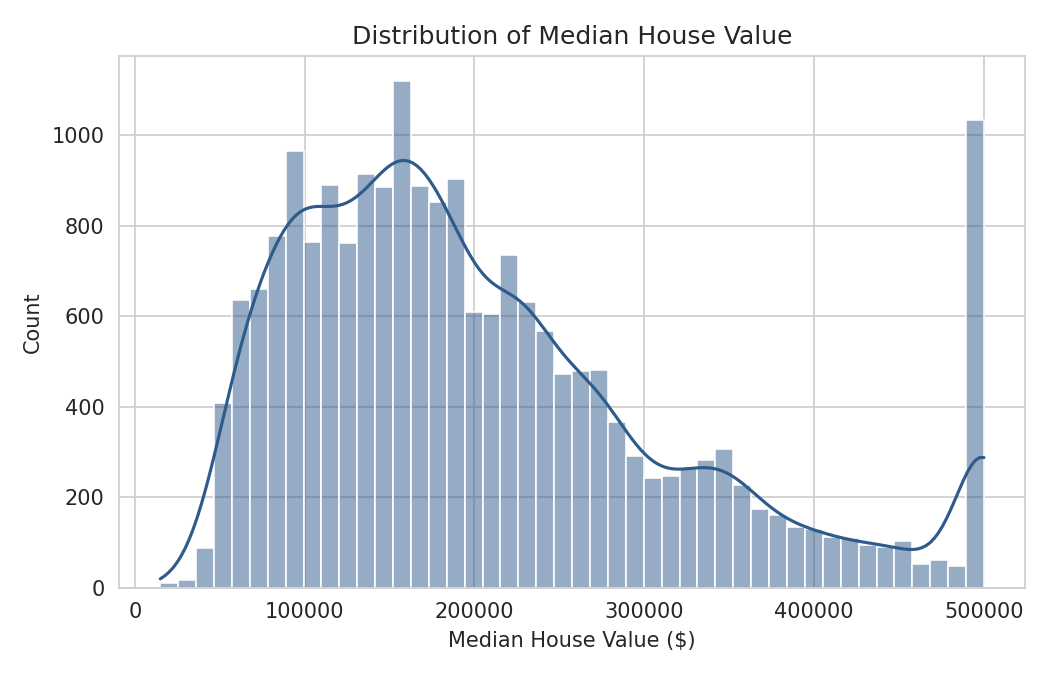 Distribution of Median House Value
1000
800
600
400
200
0
Count
0 100000 200000 300000 400000 500000
Median House Value ($)